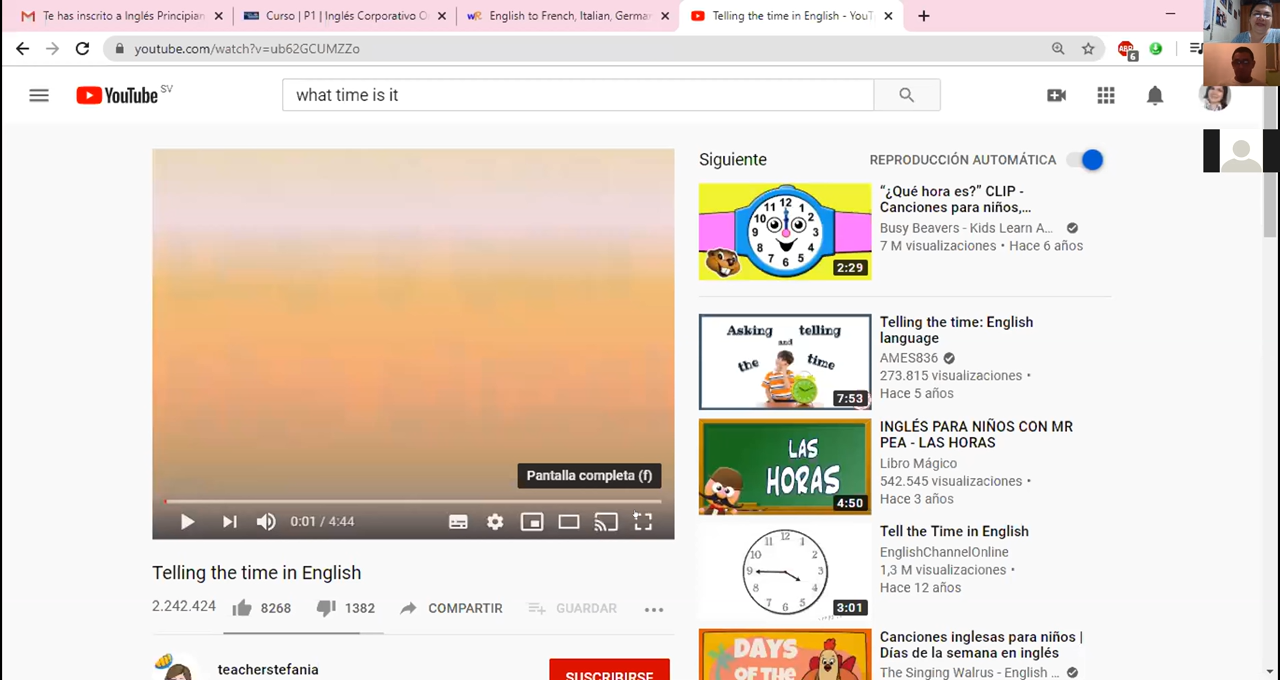 Te has inscrito a Inglés Principian
Curso | P1 | Inglés Corporativo O
English to French, Italian, Germa
Telling the time in English - YouT
youtube.com/watch?v=ub62GCUMZZo
YouTube SV
what time is it
Siguiente
REPRODUCCIÓN AUTOMÁTICA
“¿Qué hora es?” CLIP -
Canciones para niños,...
Busy Beavers - Kids Learn A...
7 M visualizaciones • Hace 6 años
2:29
Asking and telling
the time
7:53
Telling the time: English
language
AMES836
273.815 visualizaciones •
Hace 5 años
LAS
HORAS
4:50
INGLÉS PARA NIÑOS CON MR
PEA - LAS HORAS
Libro Mágico
542.545 visualizaciones •
Hace 3 años
3:01
Tell the Time in English
EnglishChannelOnline
1,3 M visualizaciones •
Hace 12 años
DAYS
OF THE
Canciones inglesas para niños |
Días de la semana en inglés
The Singing Walrus - English ...
Pantalla completa (f)
0:01 / 4:44
Telling the time in English
2.242.424
8268
1382
COMPARTIR
GUARDAR
teacherstefania
SUSCRIBIRSE